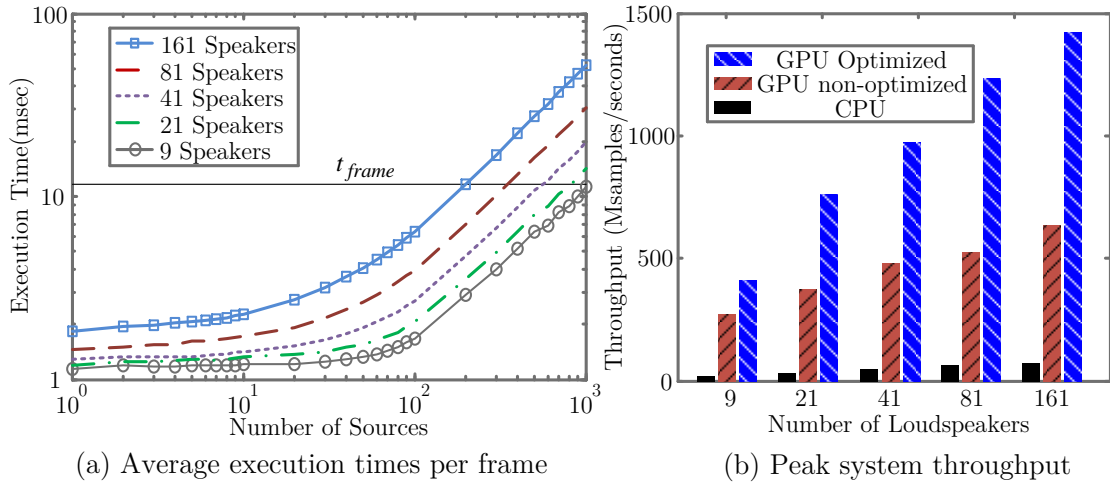 100
10
1
Execution Time(msec)
161 Speakers
81 Speakers
41 Speakers
21 Speakers
9 Speakers
t_frame
10^0
10^1
10^2
10^3
Number of Sources
(a) Average execution times per frame
1500
1000
500
0
Throughput (Msamples/seconds)
GPU Optimized
GPU non-optimized
CPU
9
21
41
81
161
Number of Loudspeakers
(b) Peak system throughput